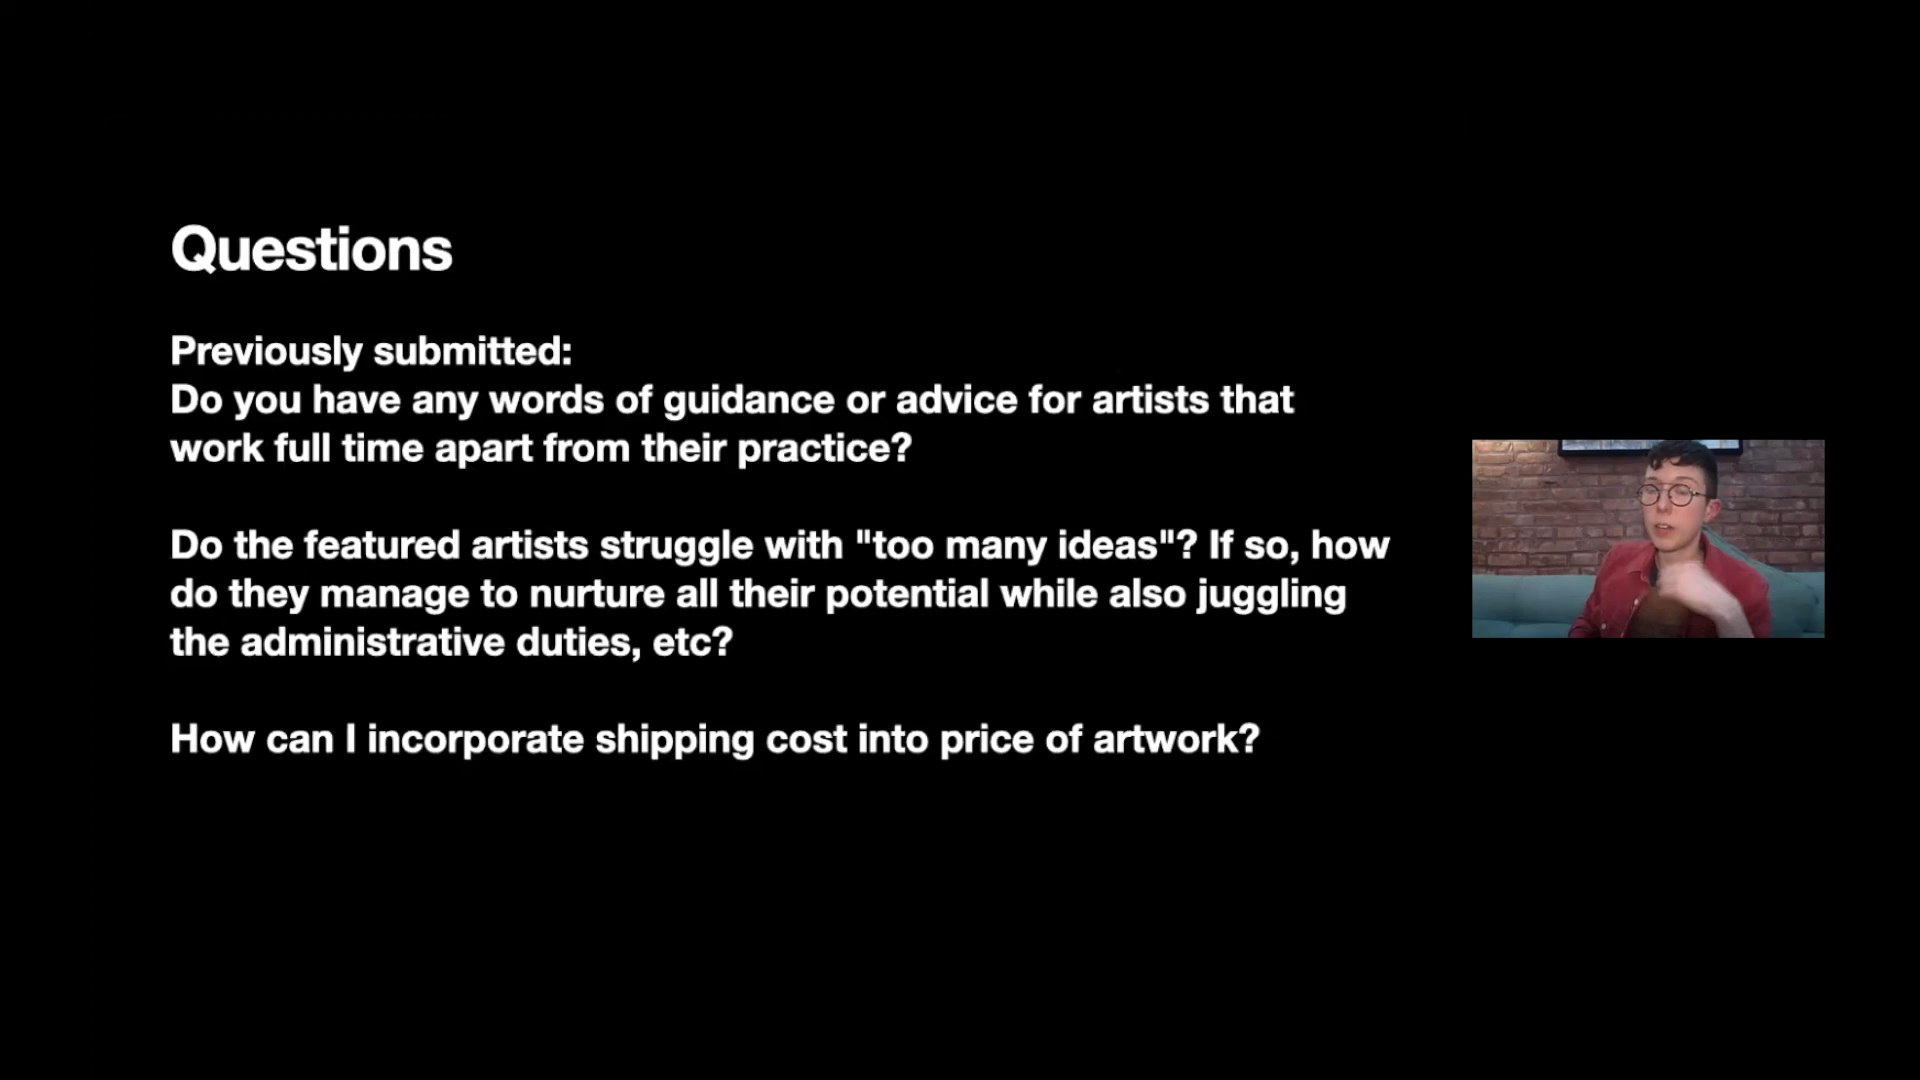 Questions
Previously submitted:
Do you have any words of guidance or advice for artists that
work full time apart from their practice?
Do the featured artists struggle with "too many ideas"? If so, how
do they manage to nurture all their potential while also juggling
the administrative duties, etc?
How can I incorporate shipping cost into price of artwork?